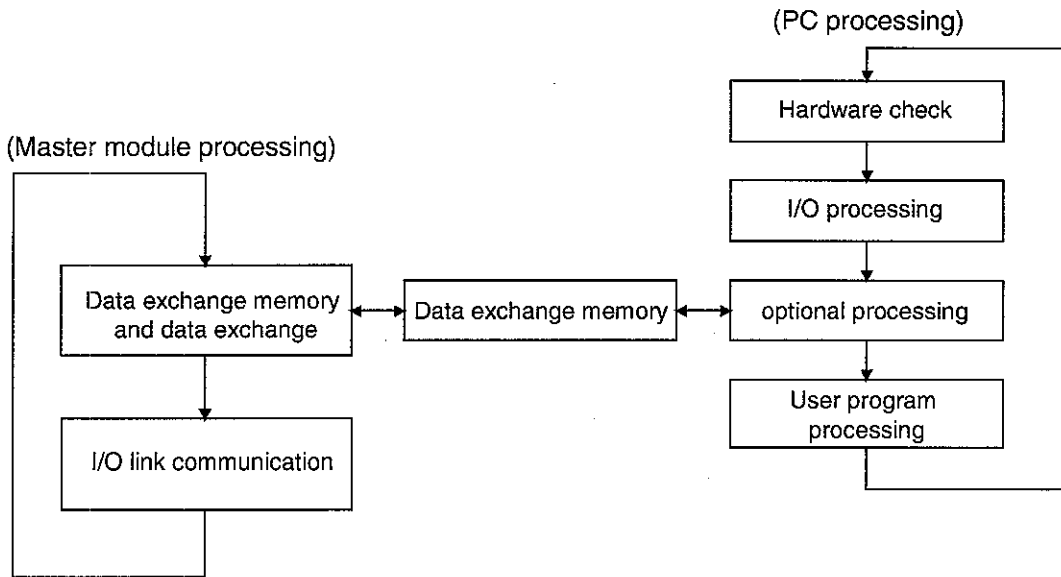 (PC processing)
Hardware check
(Master module processing)
I/O processing
Data exchange memory
and data exchange
Data exchange memory
optional processing
User program
processing
I/O link communication